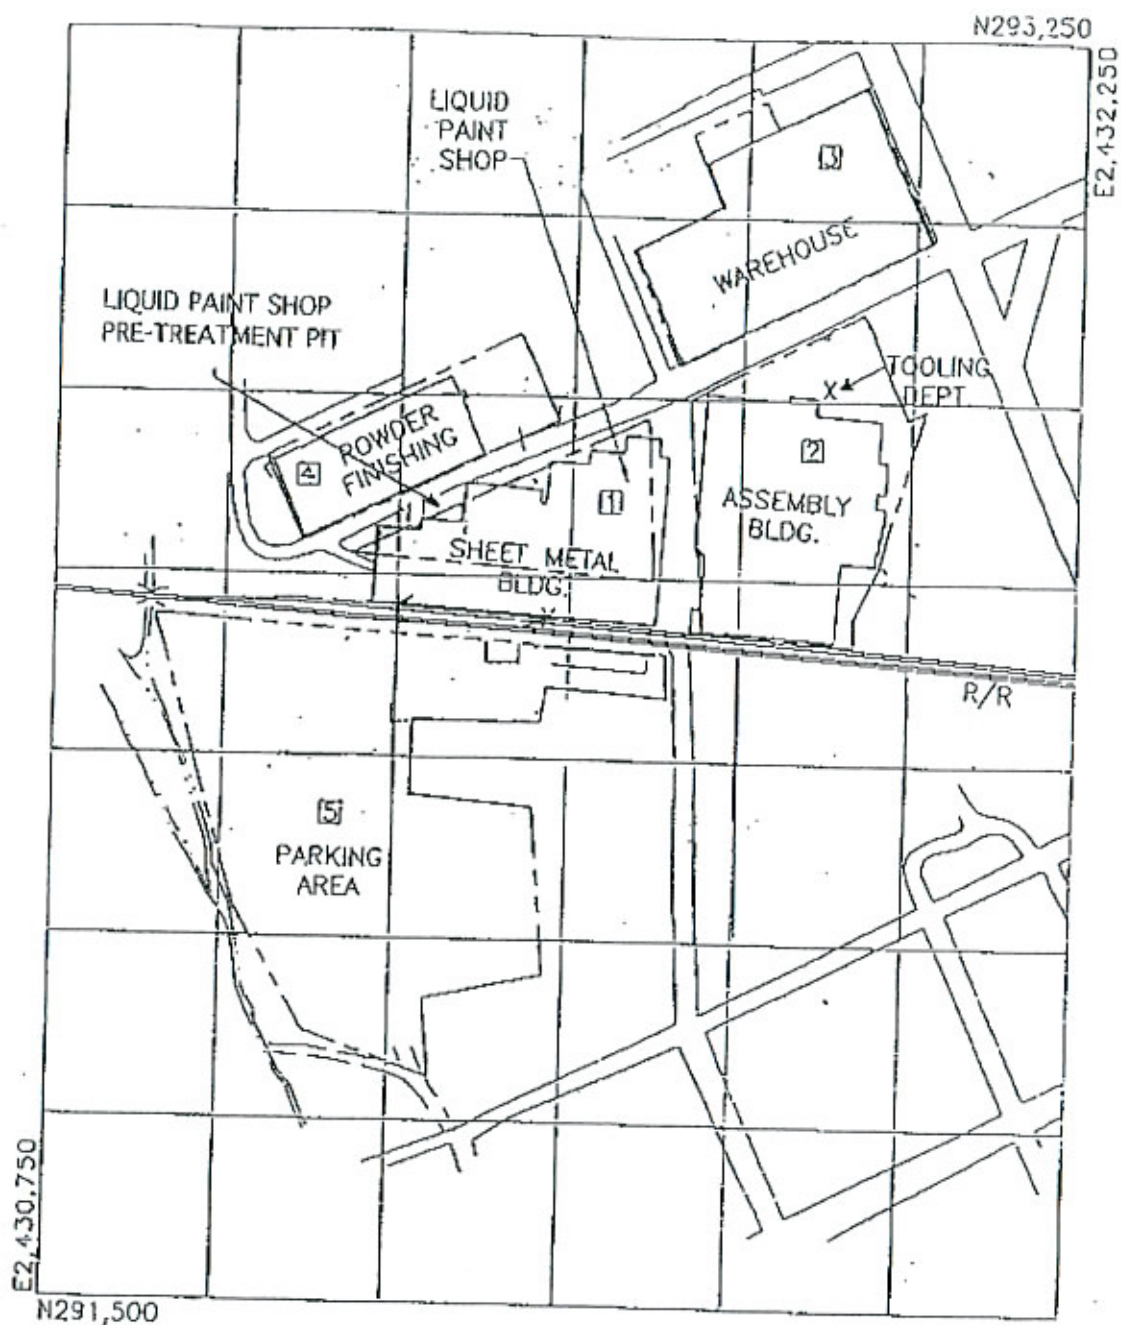 N293,250
E2,432,250
LIQUID
PAINT
SHOP
3
WAREHOUSE
LIQUID PAINT SHOP
PRE-TREATMENT PIT
TOOLING
DEPT
X
POWDER
FINISHING
4
2
ASSEMBLY
BLDG.
1
SHEET METAL
BLDG.
R/R
5
PARKING
AREA
E2,430,750
N291,500